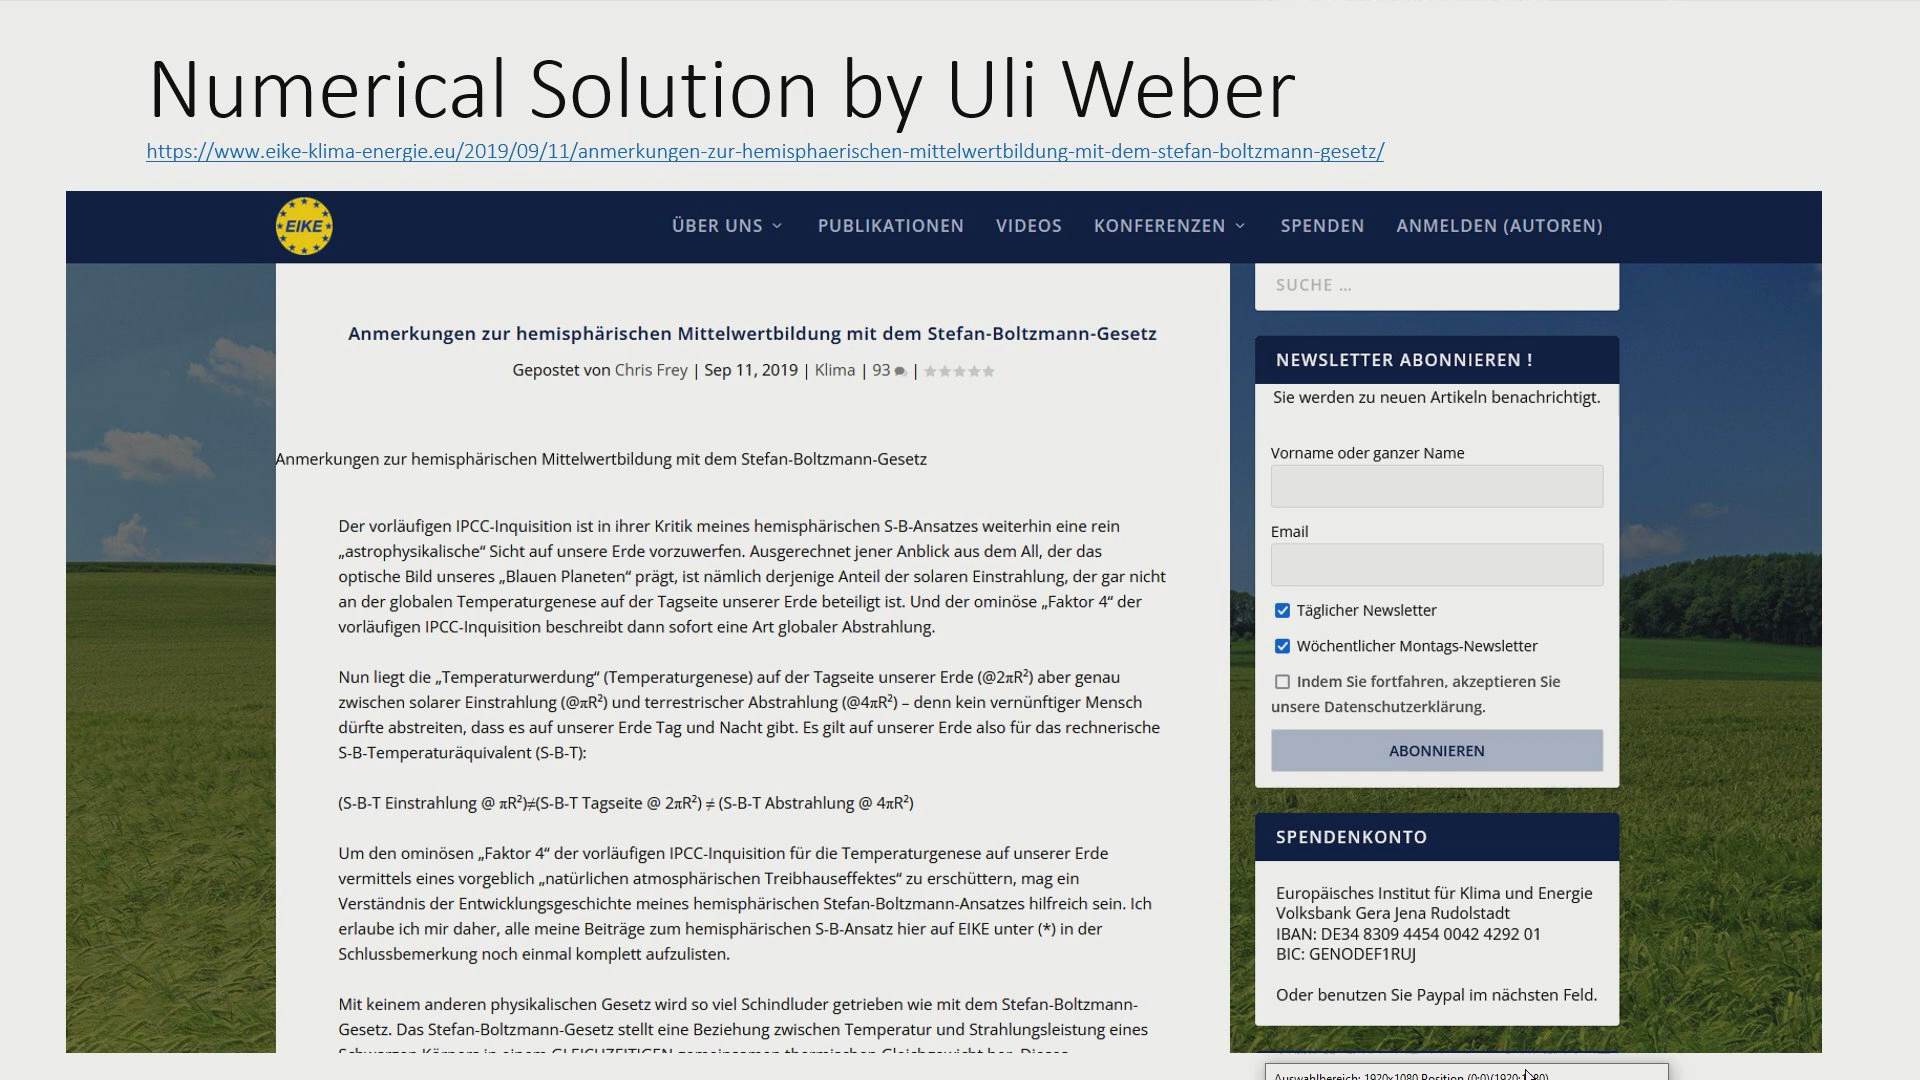 Numerical Solution by Uli Weber
https://www.eike-klima-energie.eu/2019/09/11/anmerkungen-zur-hemisphaerischen-mittelwertbildung-mit-dem-stefan-boltzmann-gesetz/
EIKE
ÜBER UNS
PUBLIKATIONEN
VIDEOS
KONFERENZEN
SPENDEN
ANMELDEN (AUTOREN)
Anmerkungen zur hemisphärischen Mittelwertbildung mit dem Stefan-Boltzmann-Gesetz
Gepostet von Chris Frey | Sep 11, 2019 | Klima | 93 |
Anmerkungen zur hemisphärischen Mittelwertbildung mit dem Stefan-Boltzmann-Gesetz
Der vorläufigen IPCC-Inquisition ist in ihrer Kritik meines hemisphärischen S-B-Ansatzes weiterhin eine rein
„astrophysikalische“ Sicht auf unsere Erde vorzuwerfen. Ausgerechnet jener Anblick aus dem All, der das
optische Bild unseres „Blauen Planeten“ prägt, ist nämlich derjenige Anteil der solaren Einstrahlung, der gar nicht
an der globalen Temperaturgenese auf der Tagseite unserer Erde beteiligt ist. Und der ominöse „Faktor 4“ der
vorläufigen IPCC-Inquisition beschreibt dann sofort eine Art globaler Abstrahlung.
Nun liegt die „Temperaturwerdung“ (Temperaturgenese) auf der Tagseite unserer Erde (@2πR²) aber genau
zwischen solarer Einstrahlung (@πR²) und terrestrischer Abstrahlung (@4πR²) – denn kein vernünftiger Mensch
dürfte abstreiten, dass es auf unserer Erde Tag und Nacht gibt. Es gilt auf unserer Erde also für das rechnerische
S-B-Temperaturäquivalent (S-B-T):
(S-B-T Einstrahlung @ πR²)≠(S-B-T Tagseite @ 2πR²) ≠ (S-B-T Abstrahlung @ 4πR²)
Um den ominösen „Faktor 4“ der vorläufigen IPCC-Inquisition für die Temperaturgenese auf unserer Erde
vermittels eines vorgeblich „natürlichen atmosphärischen Treibhauseffektes“ zu erschüttern, mag ein
Verständnis der Entwicklungsgeschichte meines hemisphärischen Stefan-Boltzmann-Ansatzes hilfreich sein. Ich
erlaube ich mir daher, alle meine Beiträge zum hemisphärischen S-B-Ansatz hier auf EIKE unter (*) in der
Schlussbemerkung noch einmal komplett aufzulisten.
Mit keinem anderen physikalischen Gesetz wird so viel Schindluder getrieben wie mit dem Stefan-Boltzmann-
Gesetz. Das Stefan-Boltzmann-Gesetz stellt eine Beziehung zwischen Temperatur und Strahlungsleistung eines
SUCHE …
NEWSLETTER ABONNIEREN !
Sie werden zu neuen Artikeln benachrichtigt.
Vorname oder ganzer Name
Email
Täglicher Newsletter
Wöchentlicher Montags-Newsletter
Indem Sie fortfahren, akzeptieren Sie
unsere Datenschutzerklärung.
ABONNIEREN
SPENDENKONTO
Europäisches Institut für Klima und Energie
Volksbank Gera Jena Rudolstadt
IBAN: DE34 8309 4454 0042 4292 01
BIC: GENODEF1RUJ
Oder benutzen Sie Paypal im nächsten Feld.
Auswahlbereich: 1920x1080 Position